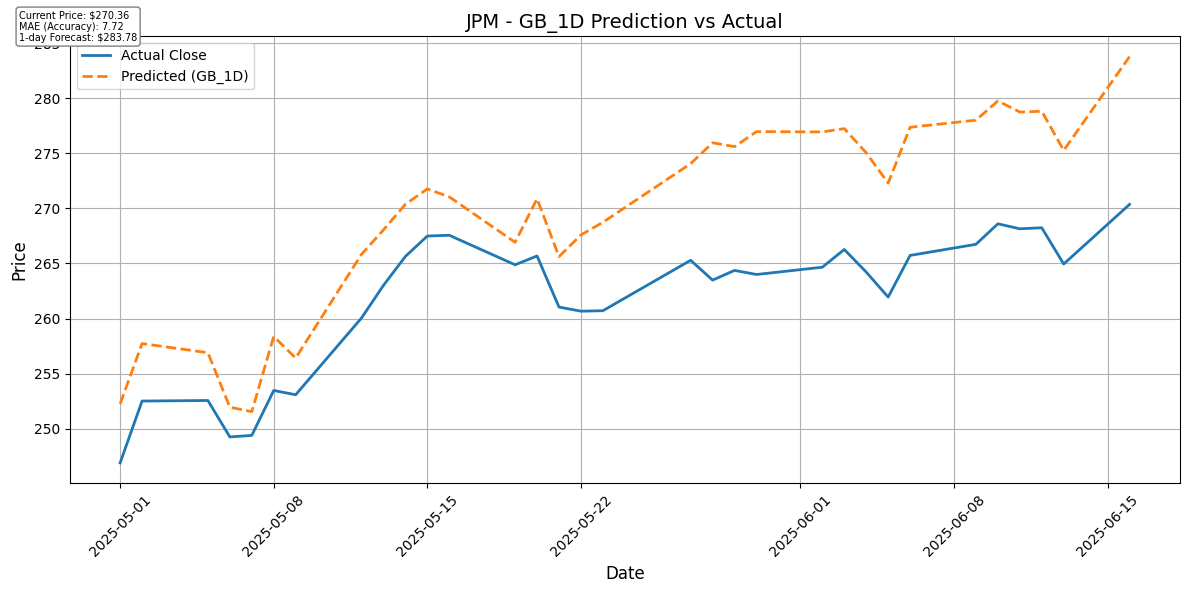 Current Price: $270.36
MAE (Accuracy): 7.72
1-day Forecast: $283.78
JPM - GB_1D Prediction vs Actual
Actual Close
Predicted (GB_1D)
285
280
275
270
265
260
255
250
Price
2025-05-01
2025-05-08
2025-05-15
2025-05-22
2025-06-01
2025-06-08
2025-06-15
Date